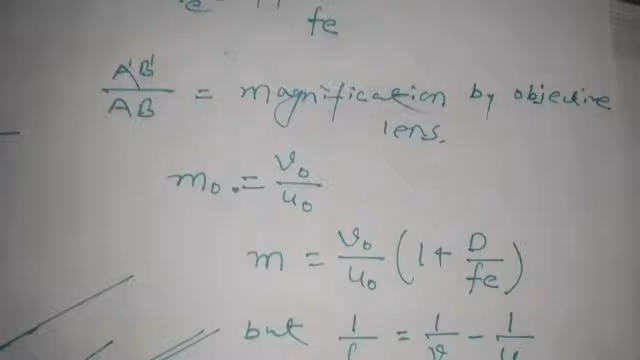 fe
A'B'/AB = magnification by objective
lens.
m₀ = v₀/u₀
m = v₀/u₀ (1 + D/fe)
but 1/f = 1/v - 1/u